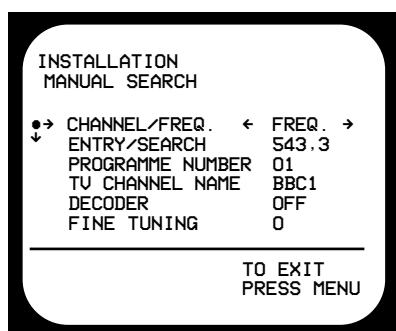 INSTALLATION
MANUAL SEARCH
●→ CHANNEL/FREQ. ← FREQ. →
↓ ENTRY/SEARCH 543,3
PROGRAMME NUMBER 01
TV CHANNEL NAME BBC1
DECODER OFF
FINE TUNING 0
TO EXIT
PRESS MENU